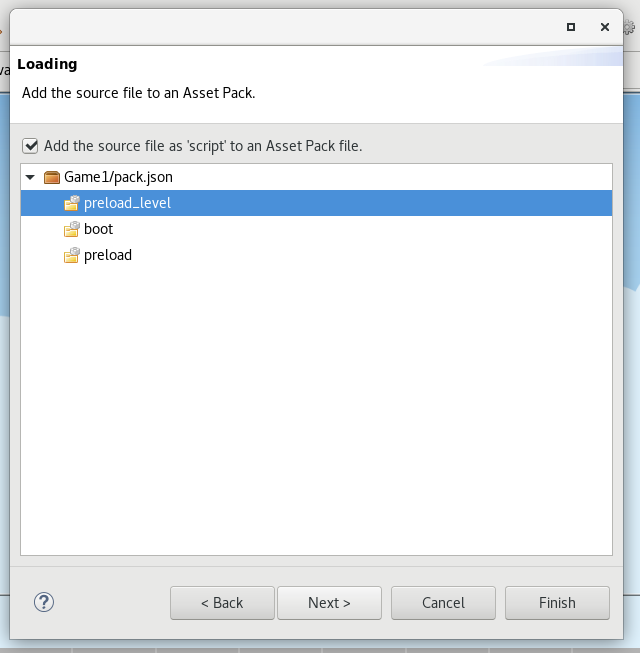 Loading
Add the source file to an Asset Pack.
va
Add the source file as 'script' to an Asset Pack file.
Game1/pack.json
preload_level
boot
preload
?
< Back
Next >
Cancel
Finish